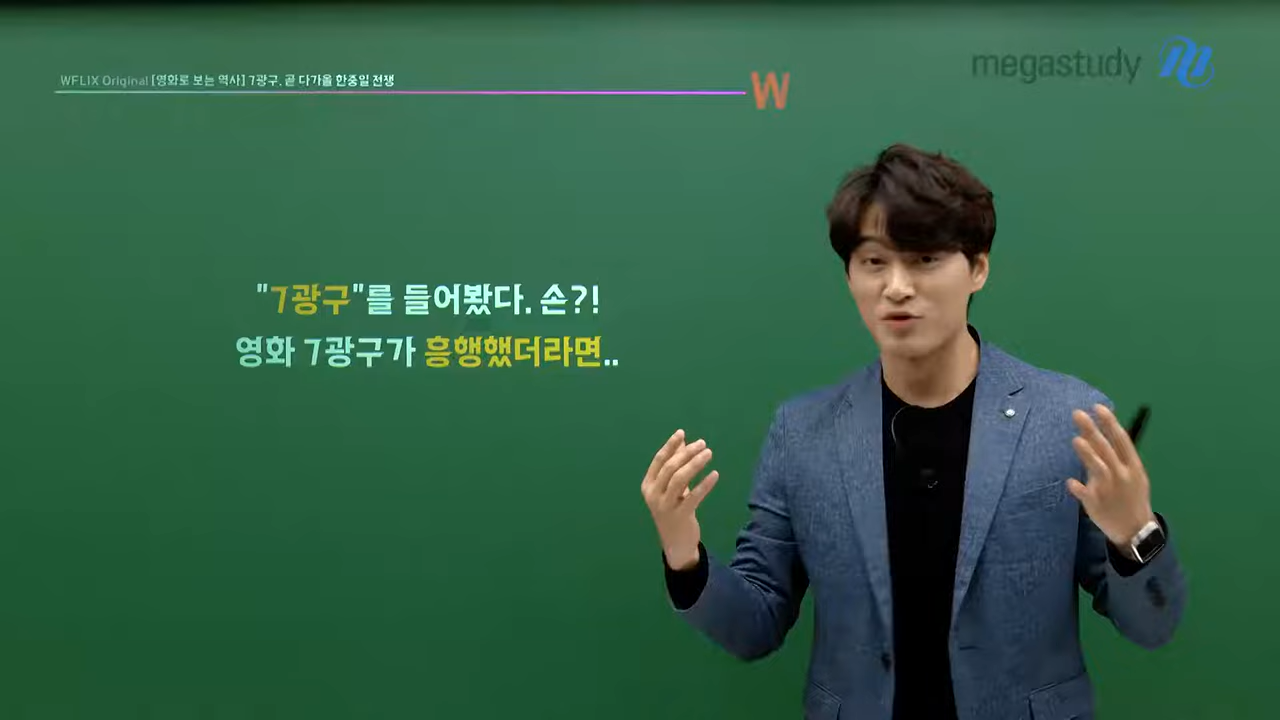 WFLIX Original [영화로 보는 역사] 7광구, 곧 다가올 한중일 전쟁
W
megastudy M
"7광구"를 들어봤다. 손?!
영화 7광구가 흥행했더라면..